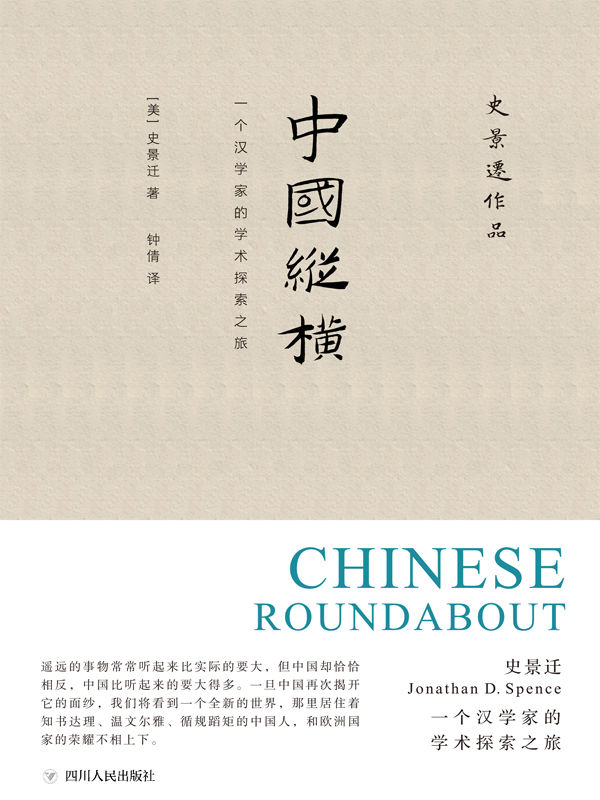 史景遷作品
中國縱橫
一个汉学家的学术探索之旅
[美] 史景迁 著 钟倩 译
CHINESE
ROUNDABOUT
遥远的事物常常听起来比实际的要大，但中国却恰恰
相反，中国比听起来的要大得多。一旦中国再次揭开
它的面纱，我们将看到一个全新的世界，那里居住着
知书达理、温文尔雅、循规蹈矩的中国人，和欧洲国
家的荣耀不相上下。
史景迁
Jonathan D. Spence
一个汉学家的
学术探索之旅
四川人民出版社